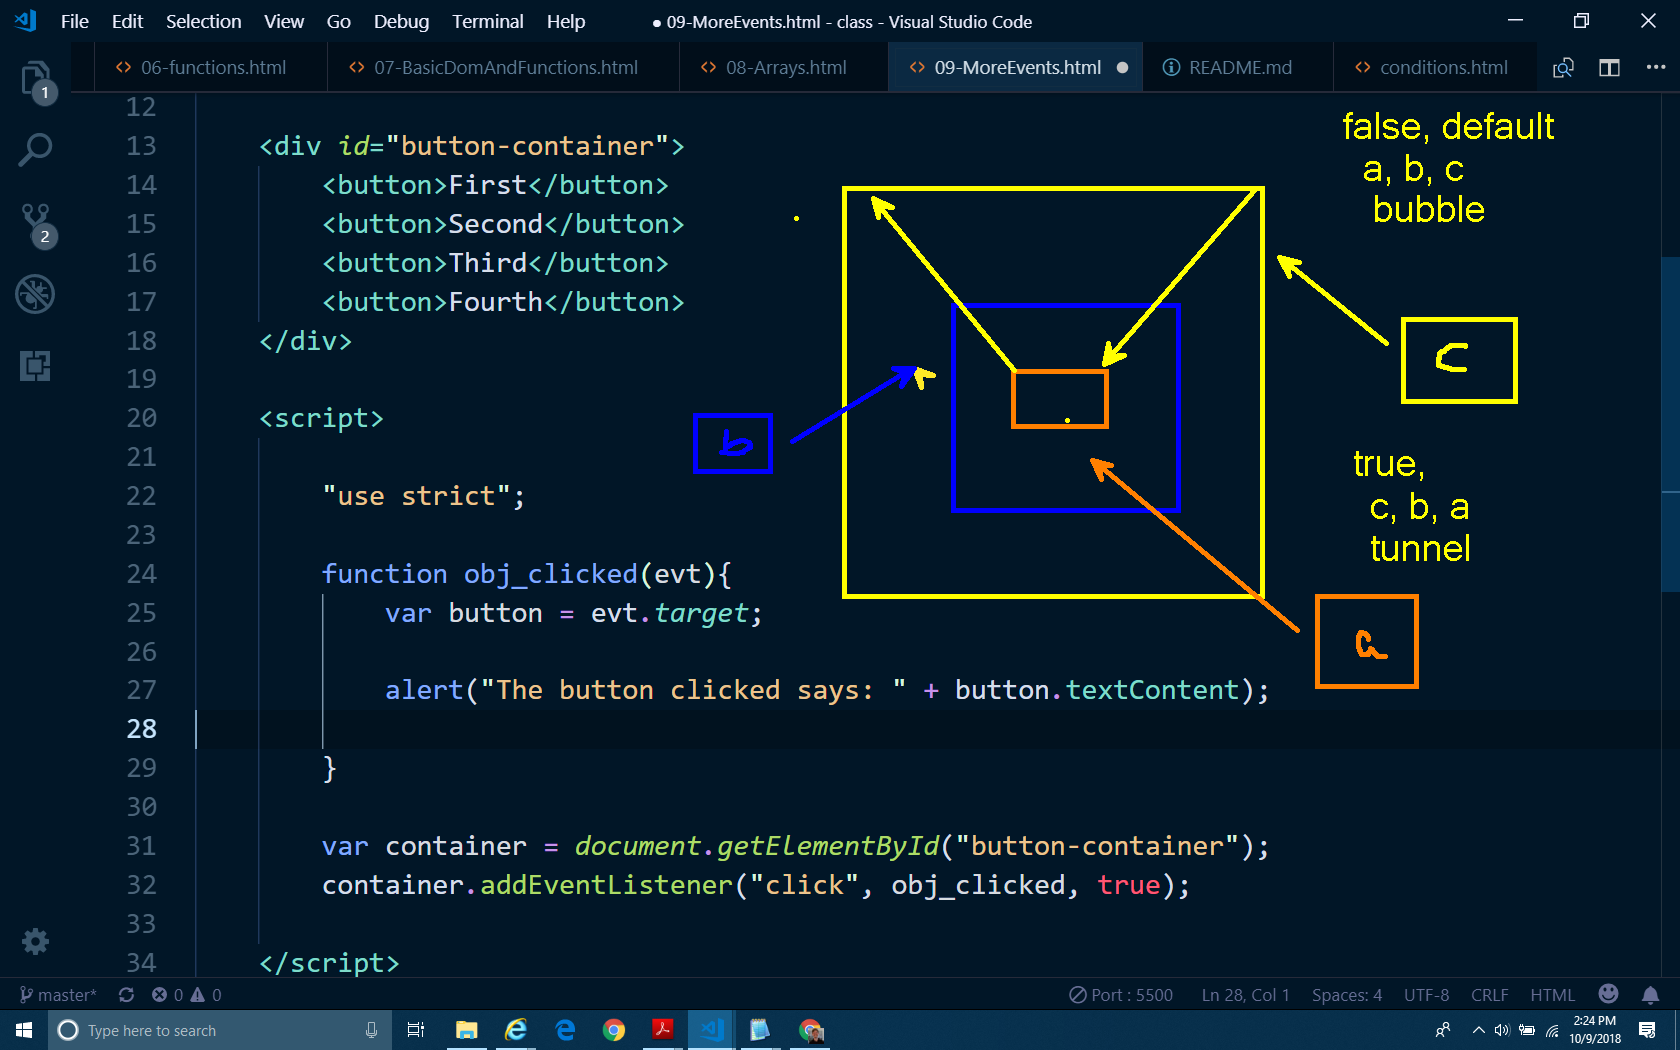 File Edit Selection View Go Debug Terminal Help ● 09-MoreEvents.html - class - Visual Studio Code
06-functions.html 07-BasicDomAndFunctions.html 08-Arrays.html 09-MoreEvents.html ● README.md conditions.html
1
2
12
13 <div id="button-container">
14 <button>First</button>
15 <button>Second</button>
16 <button>Third</button>
17 <button>Fourth</button>
18 </div>
19
20 <script>
21
22 "use strict";
23
24 function obj_clicked(evt){
25 var button = evt.target;
26
27 alert("The button clicked says: " + button.textContent);
28
29 }
30
31 var container = document.getElementById("button-container");
32 container.addEventListener("click", obj_clicked, true);
33
34 </script>
false, default
a, b, c
bubble
c
b
true,
c, b, a
tunnel
a
master* 0 0 Port : 5500 Ln 28, Col 1 Spaces: 4 UTF-8 CRLF HTML
Type here to search
2:24 PM
10/9/2018